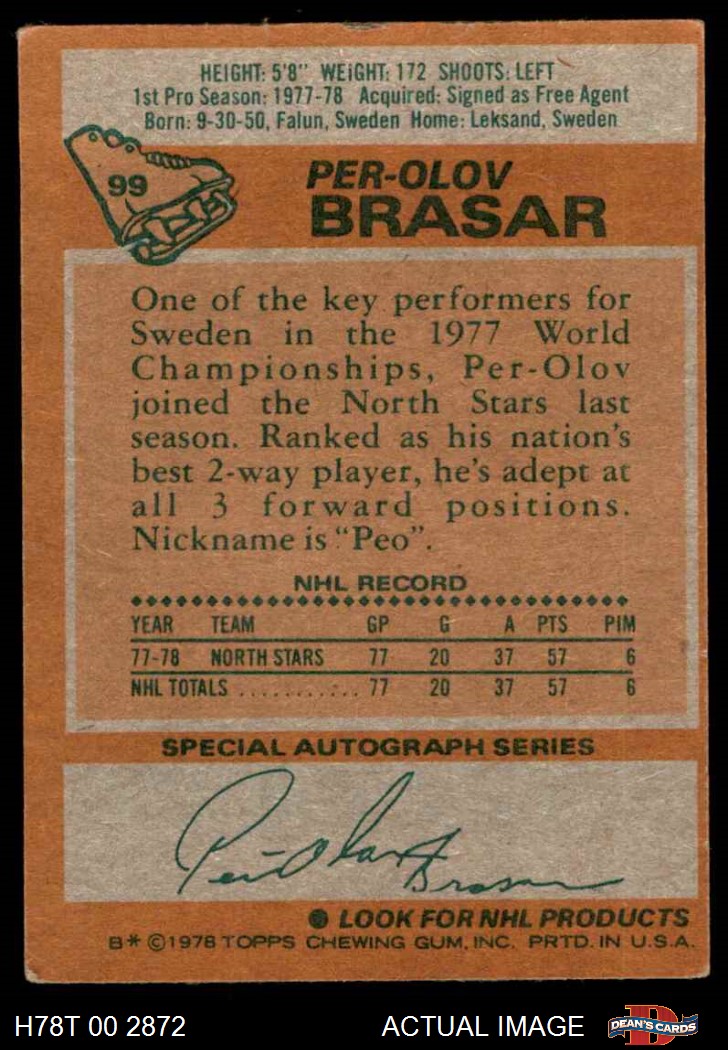 HEIGHT: 5'8" WEIGHT: 172 SHOOTS: LEFT
1st Pro Season: 1977-78 Acquired: Signed as Free Agent
Born: 9-30-50, Falun, Sweden Home: Leksand, Sweden
99
PER-OLOV
BRASAR
One of the key performers for
Sweden in the 1977 World
Championships, Per-Olov
joined the North Stars last
season. Ranked as his nation's
best 2-way player, he's adept at
all 3 forward positions.
Nickname is "Peo".
NHL RECORD
YEAR TEAM GP G A PTS PIM
77-78 NORTH STARS 77 20 37 57 6
NHL TOTALS ............ 77 20 37 57 6
SPECIAL AUTOGRAPH SERIES
Per-Olov Brasar
● LOOK FOR NHL PRODUCTS
B* ©1978 TOPPS CHEWING GUM, INC. PRTD. IN U.S.A.
H78T 00 2872 ACTUAL IMAGE D DEAN'S CARDS